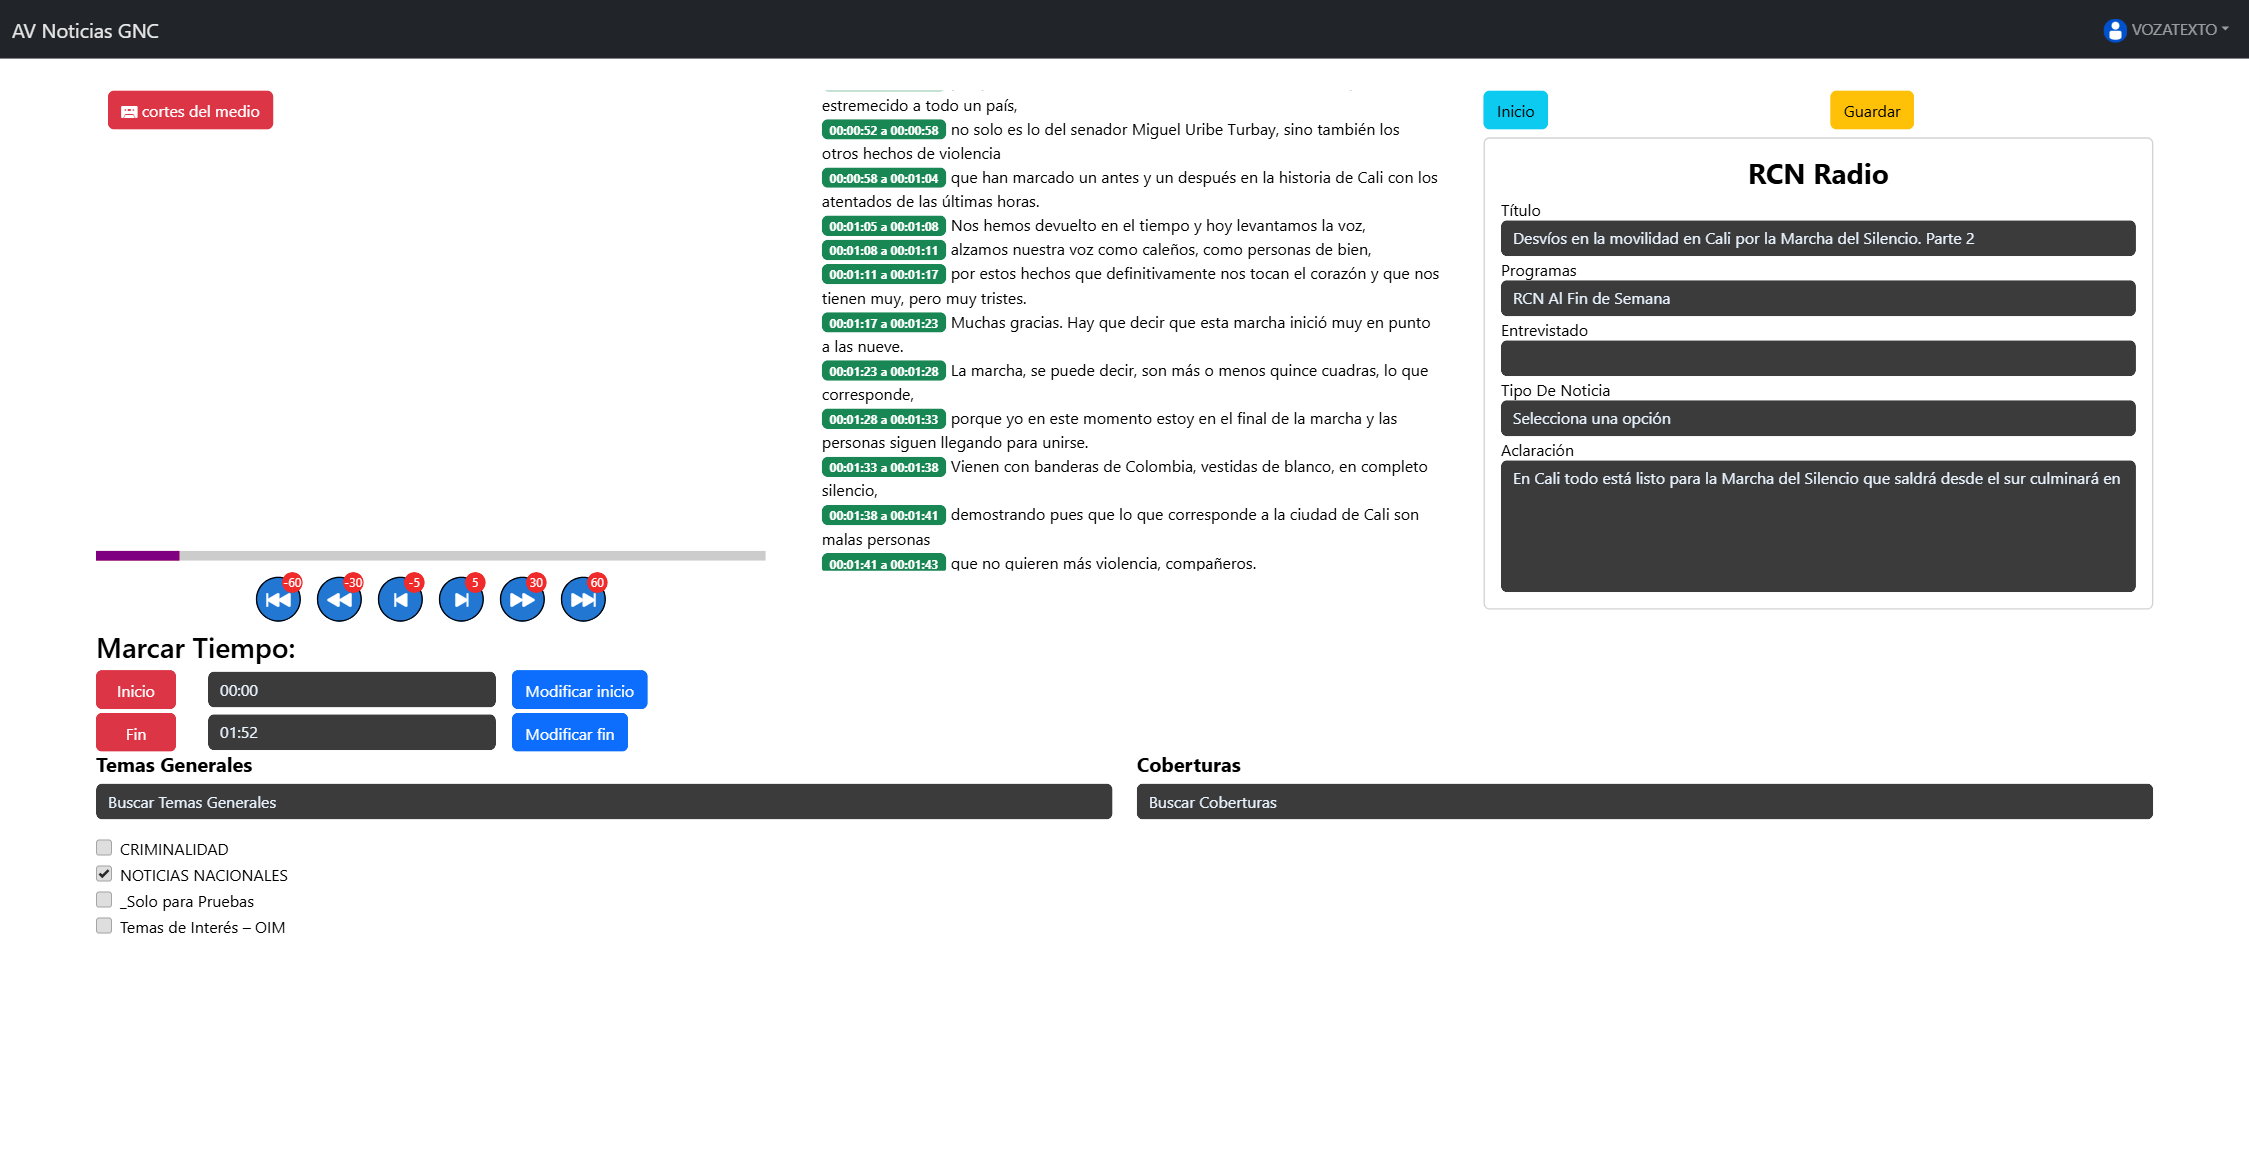 AV Noticias GNC
VOZATEXTO
cortes del medio
estremecido a todo un país,
00:00:52 a 00:00:58 no solo es lo del senador Miguel Uribe Turbay, sino también los
otros hechos de violencia
00:00:58 a 00:01:04 que han marcado un antes y un después en la historia de Cali con los
atentados de las últimas horas.
00:01:05 a 00:01:08 Nos hemos devuelto en el tiempo y hoy levantamos la voz,
00:01:08 a 00:01:11 alzamos nuestra voz como caleños, como personas de bien,
00:01:11 a 00:01:17 por estos hechos que definitivamente nos tocan el corazón y que nos
tienen muy, pero muy tristes.
00:01:17 a 00:01:23 Muchas gracias. Hay que decir que esta marcha inició muy en punto
a las nueve.
00:01:23 a 00:01:28 La marcha, se puede decir, son más o menos quince cuadras, lo que
corresponde,
00:01:28 a 00:01:33 porque yo en este momento estoy en el final de la marcha y las
personas siguen llegando para unirse.
00:01:33 a 00:01:38 Vienen con banderas de Colombia, vestidas de blanco, en completo
silencio,
00:01:38 a 00:01:41 demostrando pues que lo que corresponde a la ciudad de Cali son
malas personas
00:01:41 a 00:01:43 que no quieren más violencia, compañeros.
Inicio
Guardar
RCN Radio
Título
Desvíos en la movilidad en Cali por la Marcha del Silencio. Parte 2
Programas
RCN Al Fin de Semana
Entrevistado
Tipo De Noticia
Selecciona una opción
Aclaración
En Cali todo está listo para la Marcha del Silencio que saldrá desde el sur culminará en
-60 -30 -5 5 30 60
Marcar Tiempo:
Inicio 00:00 Modificar inicio
Fin 01:52 Modificar fin
Temas Generales
Buscar Temas Generales
CRIMINALIDAD
NOTICIAS NACIONALES
_Solo para Pruebas
Temas de Interés – OIM
Coberturas
Buscar Coberturas